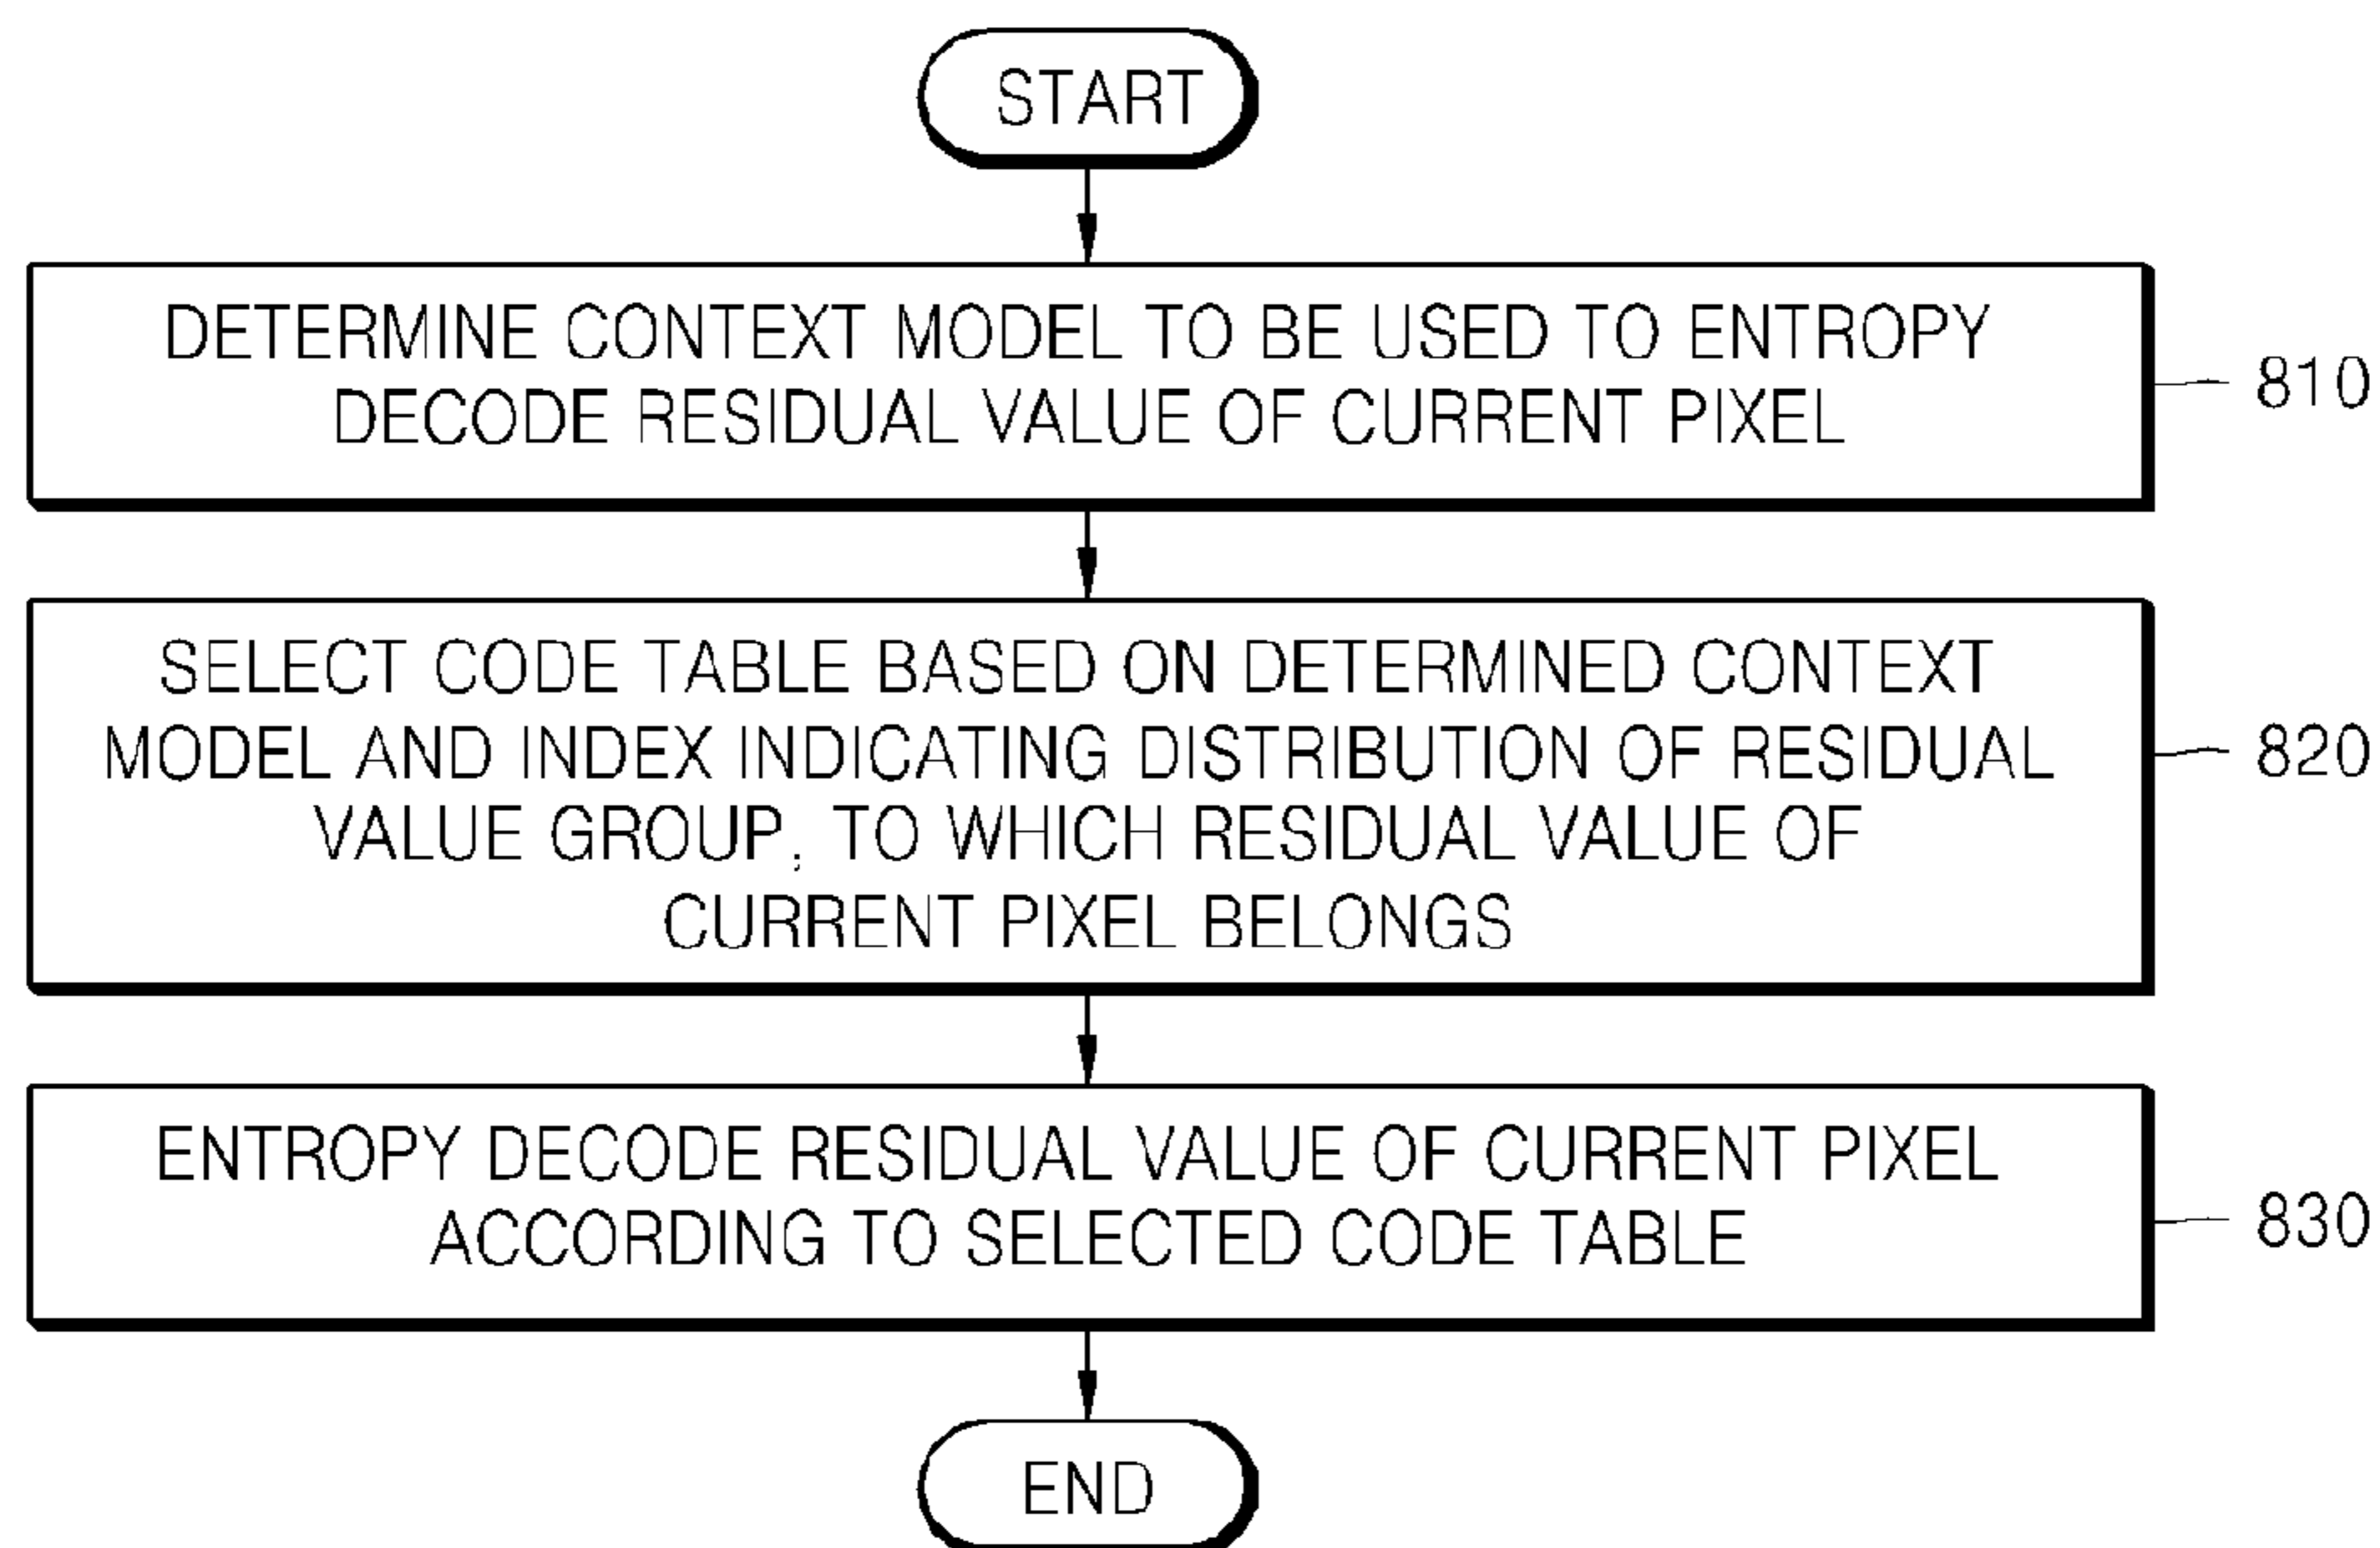 START
DETERMINE CONTEXT MODEL TO BE USED TO ENTROPY
DECODE RESIDUAL VALUE OF CURRENT PIXEL
810
SELECT CODE TABLE BASED ON DETERMINED CONTEXT
MODEL AND INDEX INDICATING DISTRIBUTION OF RESIDUAL
VALUE GROUP, TO WHICH RESIDUAL VALUE OF
CURRENT PIXEL BELONGS
820
ENTROPY DECODE RESIDUAL VALUE OF CURRENT PIXEL
ACCORDING TO SELECTED CODE TABLE
830
END